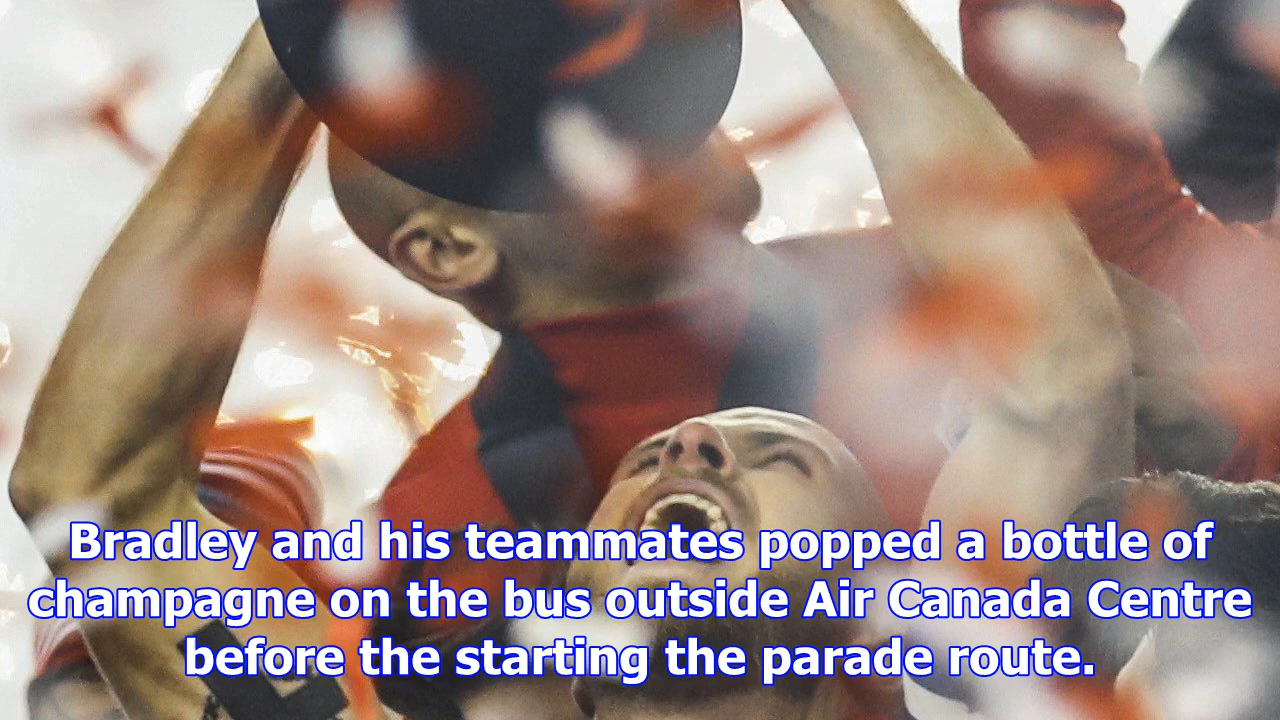 Bradley and his teammates popped a bottle of
champagne on the bus outside Air Canada Centre
before the starting the parade route.